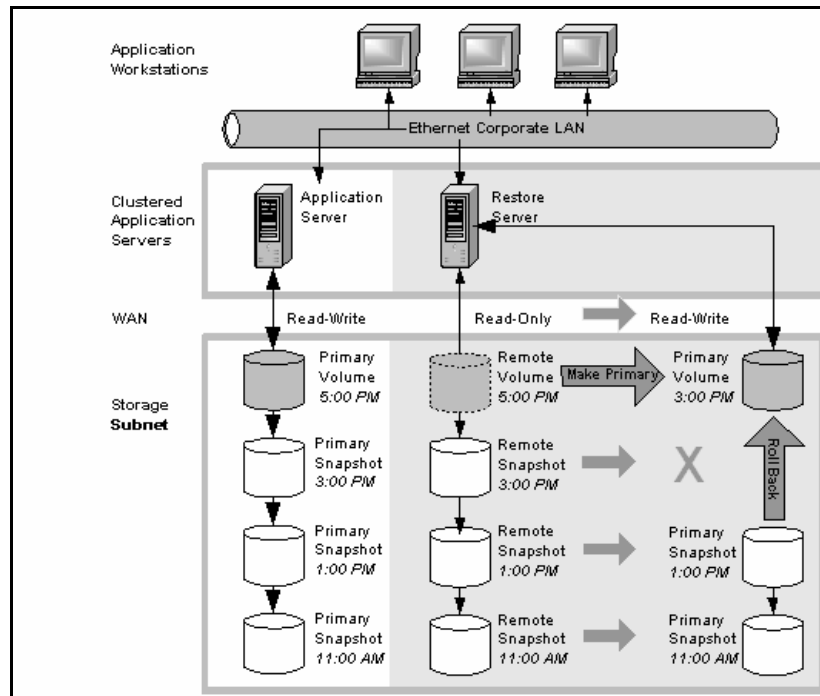 Application
Workstations
Ethernet Corporate LAN
Clustered
Application
Servers
Application
Server
Restore
Server
WAN
Read-Write
Read-Only
Read-Write
Storage
Subnet
Primary
Volume
5:00 PM
Remote
Volume
5:00 PM
Make Primary
Primary
Volume
3:00 PM
Primary
Snapshot
3:00 PM
Remote
Snapshot
3:00 PM
X
Roll Back
Primary
Snapshot
1:00 PM
Remote
Snapshot
1:00 PM
Primary
Snapshot
1:00 PM
Primary
Snapshot
11:00 AM
Remote
Snapshot
11:00 AM
Primary
Snapshot
11:00 AM